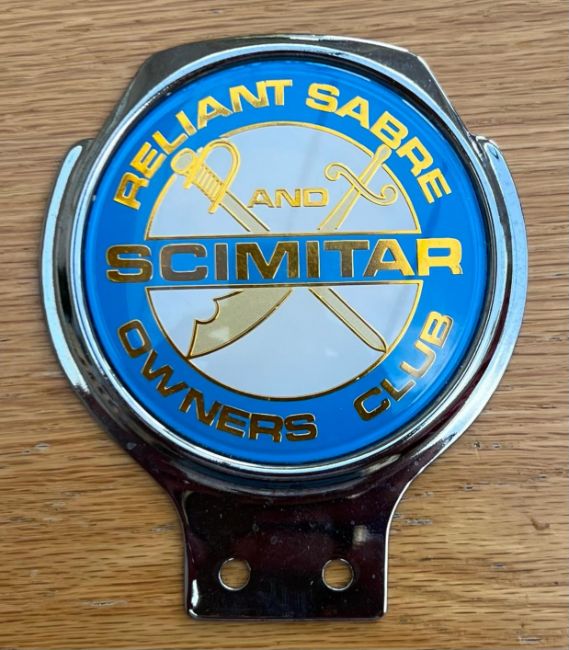 RELIANT SABRE
AND
SCIMITAR
OWNERS CLUB